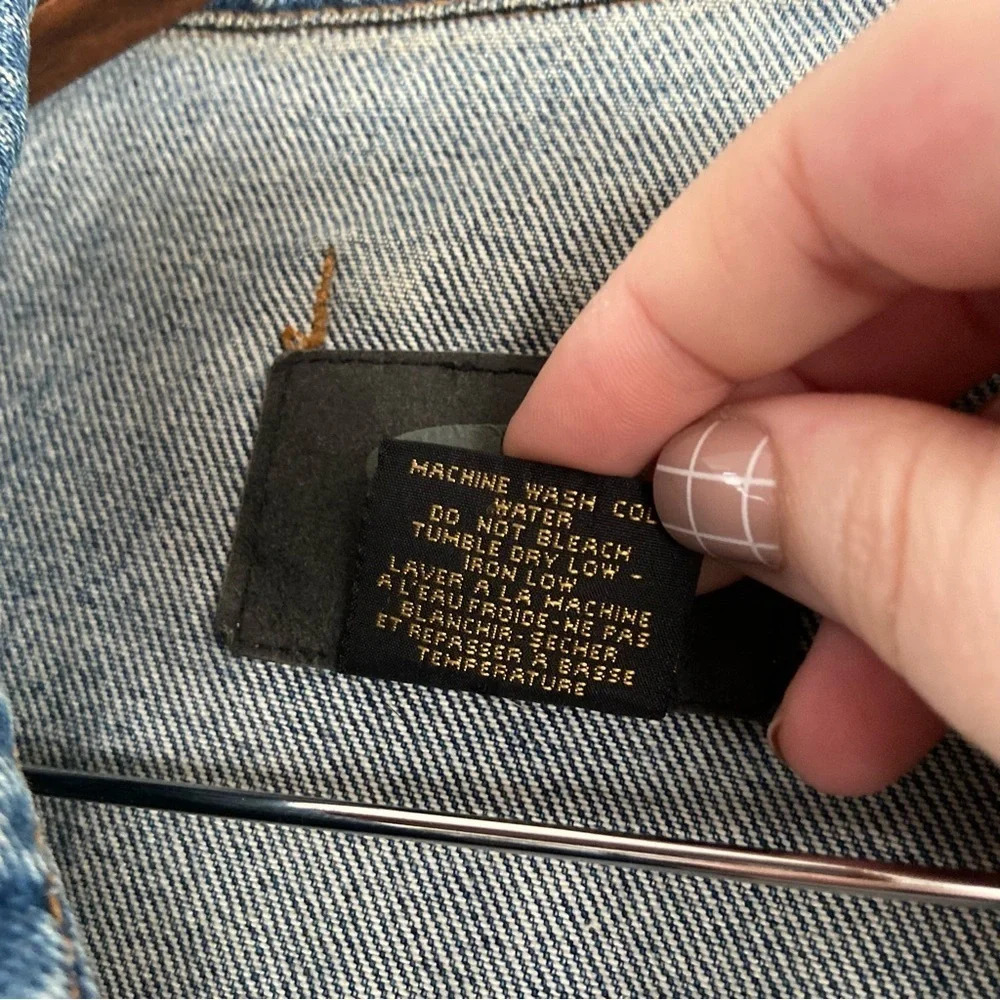 MACHINE WASH COL
WATER
DO NOT BLEACH
TUMBLE DRY LOW -
IRON LOW
LAVER A LA MACHINE
A L'EAU FROIDE-NE PAS
BLANCHIR-SECHER
ET REPASSER A BASSE
TEMPERATURE